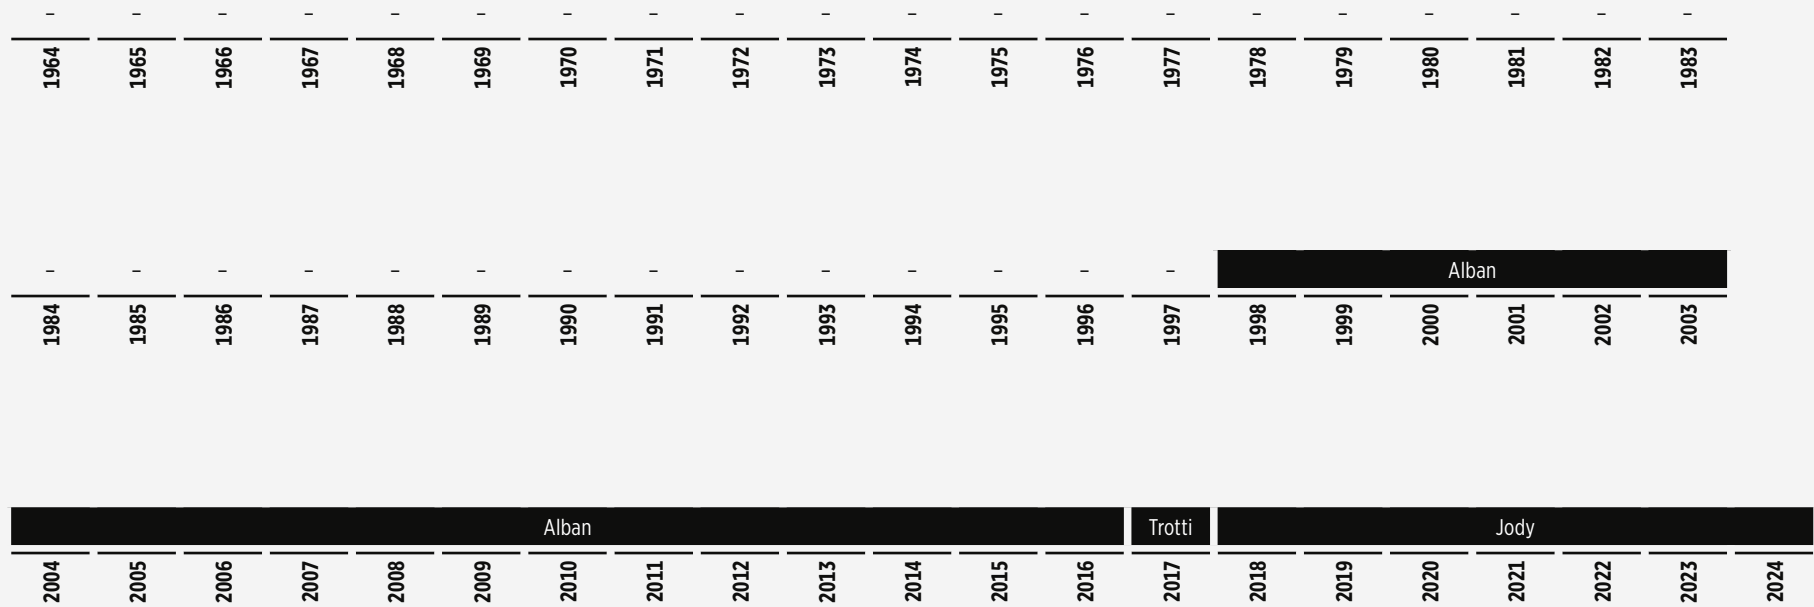 – – – – – – – – – – – – – – – – – – – –
1964 1965 1966 1967 1968 1969 1970 1971 1972 1973 1974 1975 1976 1977 1978 1979 1980 1981 1982 1983
– – – – – – – – – – – – – – Alban
1984 1985 1986 1987 1988 1989 1990 1991 1992 1993 1994 1995 1996 1997 1998 1999 2000 2001 2002 2003
Alban Trotti Jody
2004 2005 2006 2007 2008 2009 2010 2011 2012 2013 2014 2015 2016 2017 2018 2019 2020 2021 2022 2023 2024